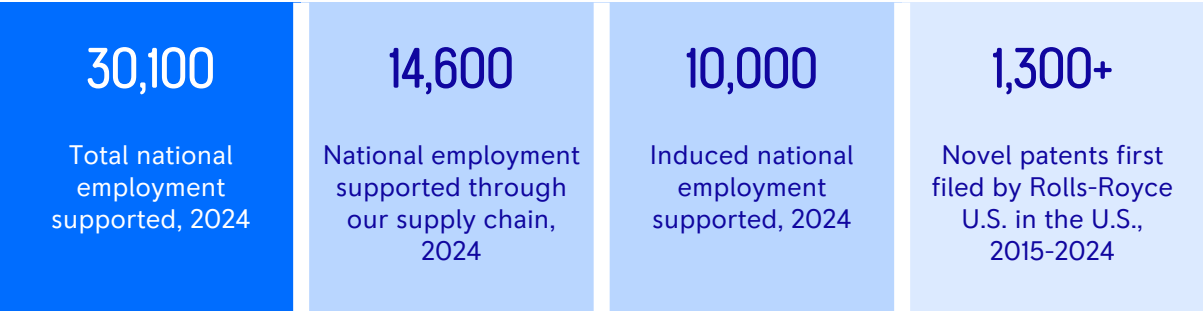 30,100
Total national
employment
supported, 2024
14,600
National employment
supported through
our supply chain,
2024
10,000
Induced national
employment
supported, 2024
1,300+
Novel patents first
filed by Rolls-Royce
U.S. in the U.S.,
2015-2024